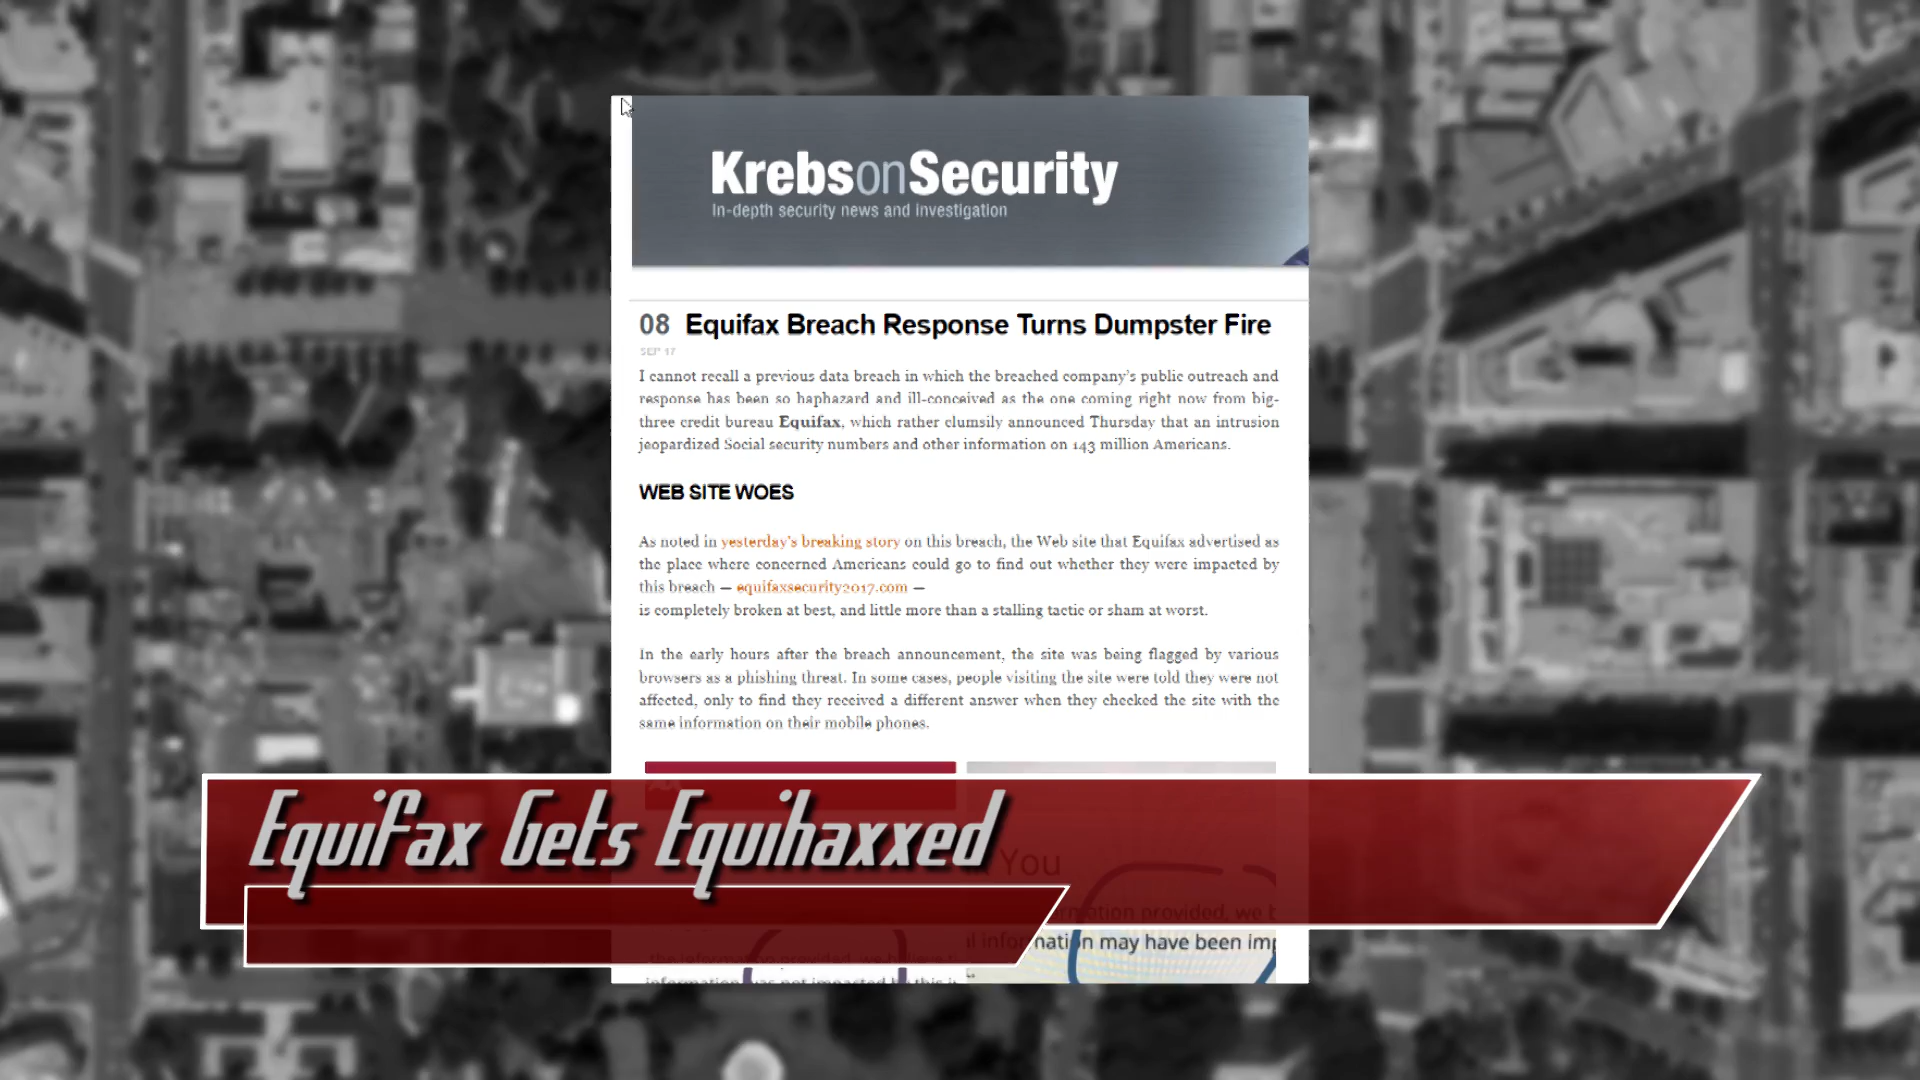 KrebsonSecurity
In-depth security news and investigation
08 Equifax Breach Response Turns Dumpster Fire
SEP 17
I cannot recall a previous data breach in which the breached company's public outreach and
response has been so haphazard and ill-conceived as the one coming right now from big-
three credit bureau Equifax, which rather clumsily announced Thursday that an intrusion
jeopardized Social security numbers and other information on 143 million Americans.
WEB SITE WOES
As noted in yesterday's breaking story on this breach, the Web site that Equifax advertised as
the place where concerned Americans could go to find out whether they were impacted by
this breach — equifaxsecurity2017.com —
is completely broken at best, and little more than a stalling tactic or sham at worst.
In the early hours after the breach announcement, the site was being flagged by various
browsers as a phishing threat. In some cases, people visiting the site were told they were not
affected, only to find they received a different answer when they checked the site with the
same information on their mobile phones.
Equifax Gets Equihaxxed
You
provided, we
information may have been
information was not impacted by this